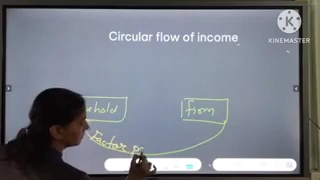 KINEMASTER
Circular flow of income
hold
firm
Factor P